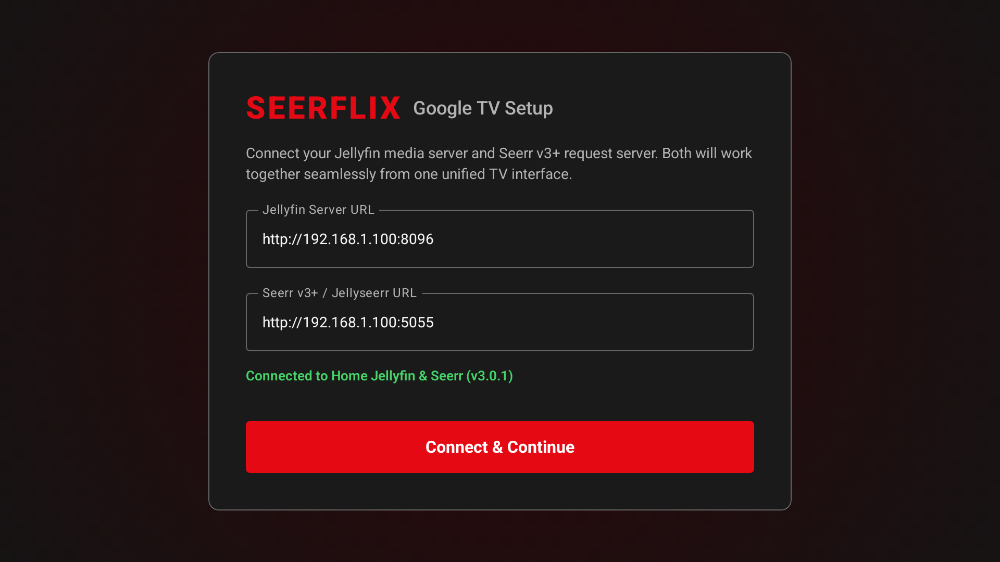 SEERFLIX Google TV Setup
Connect your Jellyfin media server and Seerr v3+ request server. Both will work
together seamlessly from one unified TV interface.
Jellyfin Server URL
http://192.168.1.100:8096
Seerr v3+ / Jellyseerr URL
http://192.168.1.100:5055
Connected to Home Jellyfin & Seerr (v3.0.1)
Connect & Continue